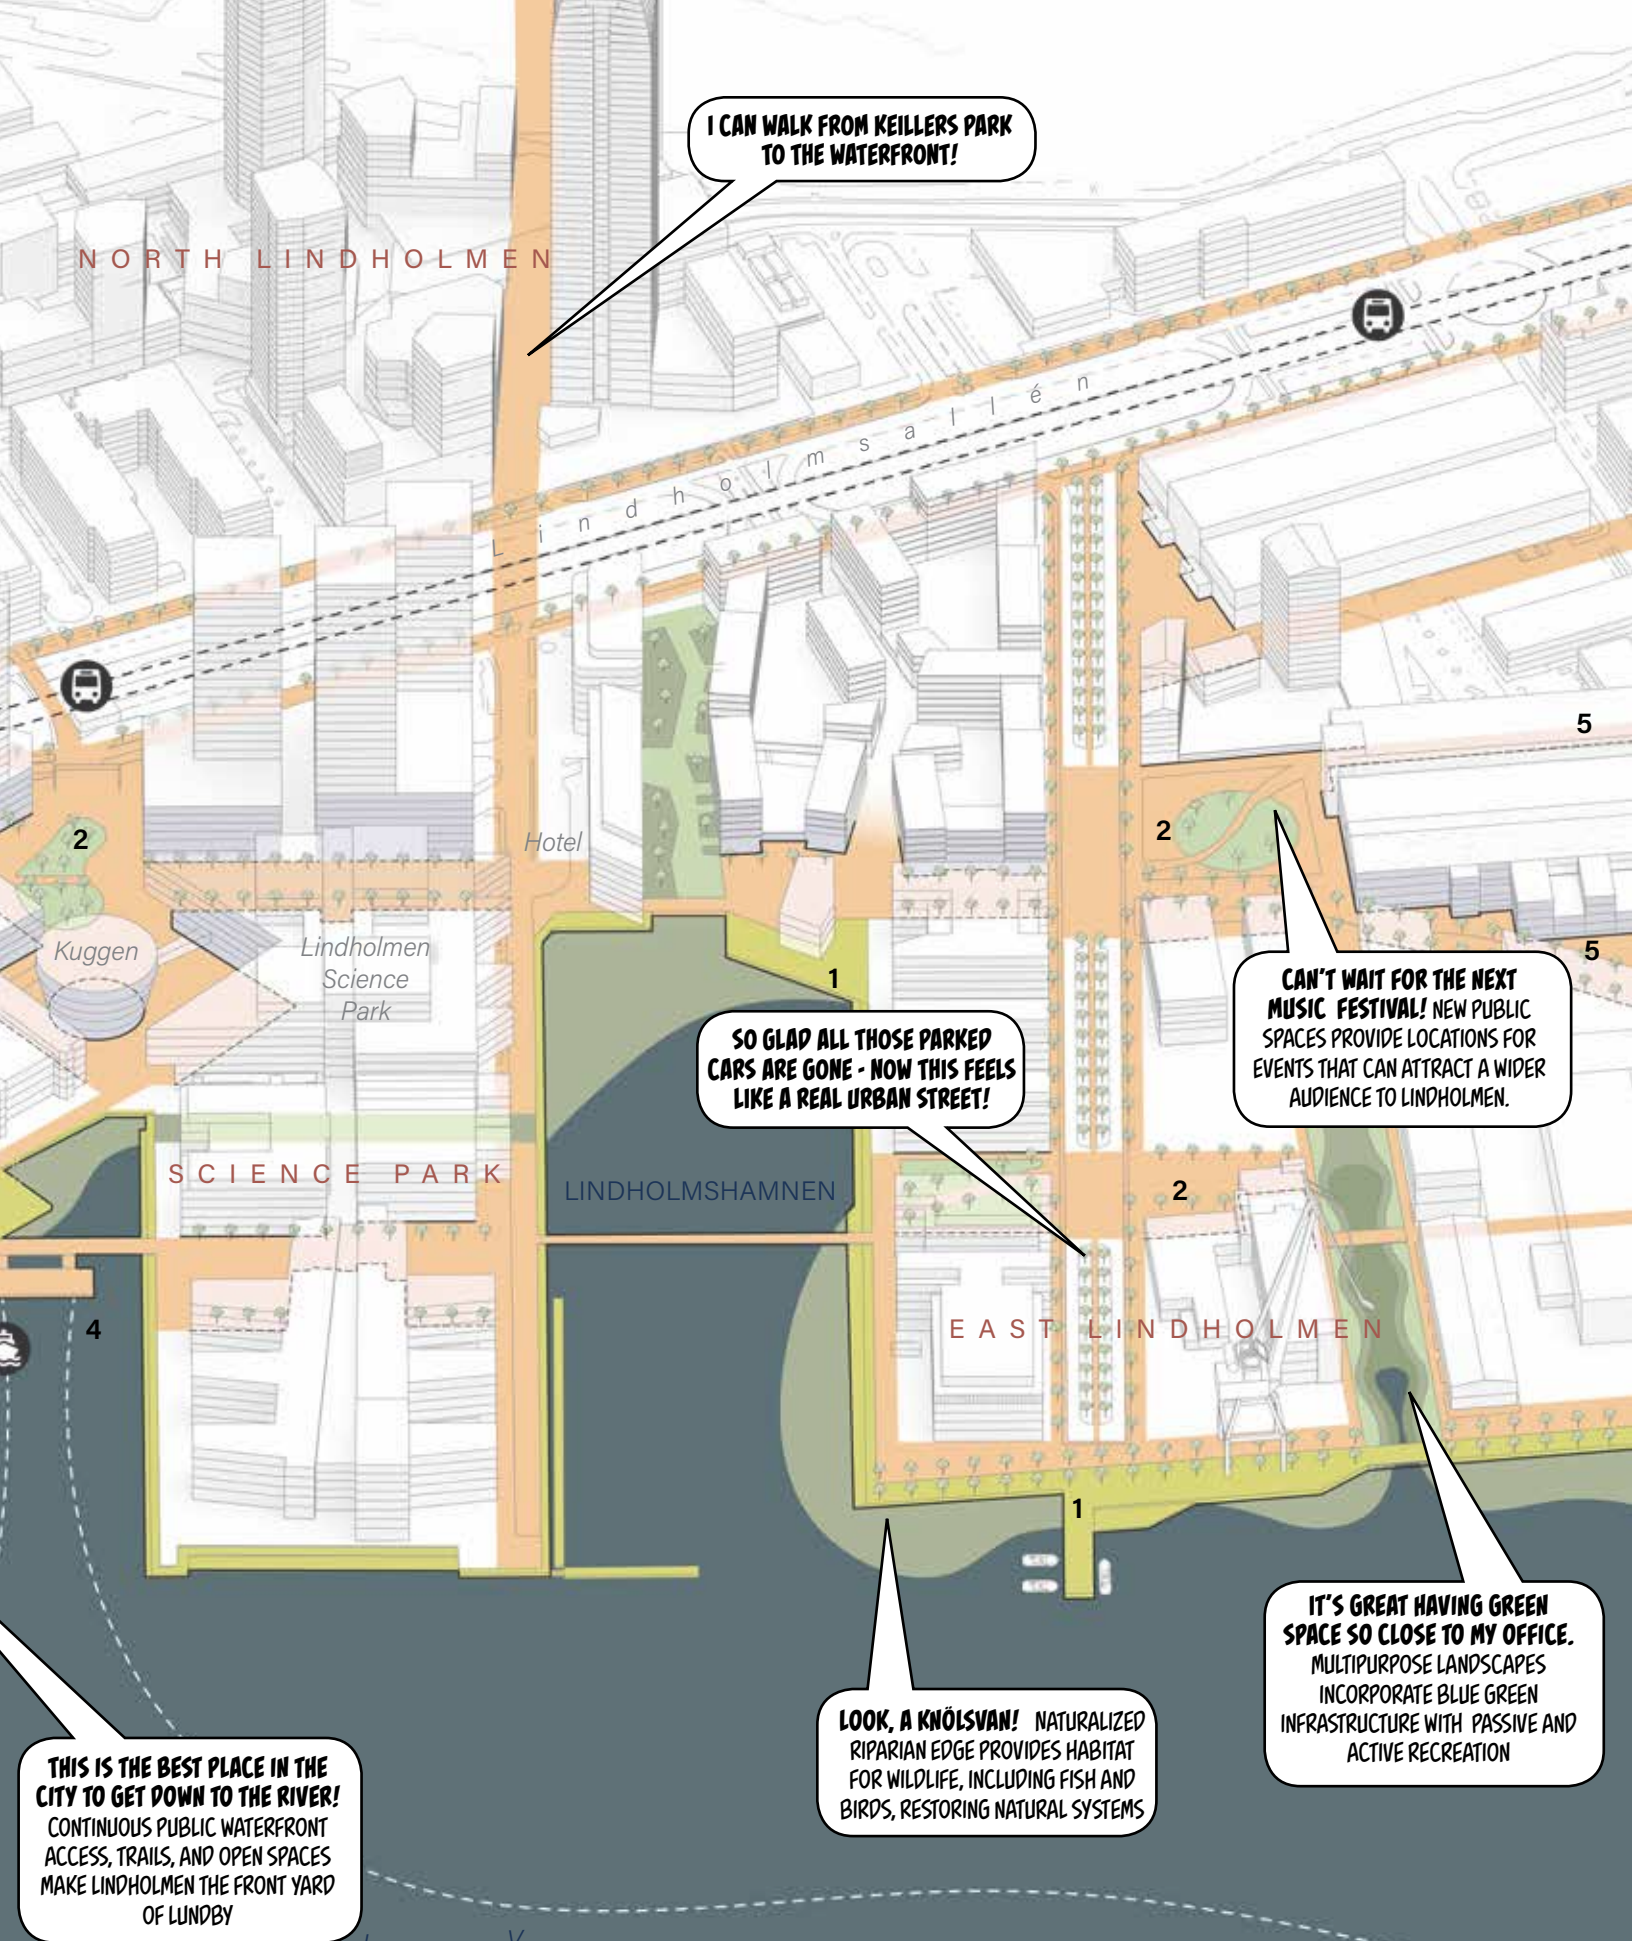 I CAN WALK FROM KEILLERS PARK
TO THE WATERFRONT!
NORTH LINDHOLMEN
Lindholmsallén
5
2
2
Hotel
Kuggen
Lindholmen
Science
Park
1
5
CAN'T WAIT FOR THE NEXT
MUSIC FESTIVAL! NEW PUBLIC
SPACES PROVIDE LOCATIONS FOR
EVENTS THAT CAN ATTRACT A WIDER
AUDIENCE TO LINDHOLMEN.
SO GLAD ALL THOSE PARKED
CARS ARE GONE - NOW THIS FEELS
LIKE A REAL URBAN STREET!
SCIENCE PARK
LINDHOLMSHAMNEN
2
4
EAST LINDHOLMEN
1
IT'S GREAT HAVING GREEN
SPACE SO CLOSE TO MY OFFICE.
MULTIPURPOSE LANDSCAPES
INCORPORATE BLUE GREEN
INFRASTRUCTURE WITH PASSIVE AND
ACTIVE RECREATION
LOOK, A KNÖLSVAN! NATURALIZED
RIPARIAN EDGE PROVIDES HABITAT
FOR WILDLIFE, INCLUDING FISH AND
BIRDS, RESTORING NATURAL SYSTEMS
THIS IS THE BEST PLACE IN THE
CITY TO GET DOWN TO THE RIVER!
CONTINUOUS PUBLIC WATERFRONT
ACCESS, TRAILS, AND OPEN SPACES
MAKE LINDHOLMEN THE FRONT YARD
OF LUNDBY